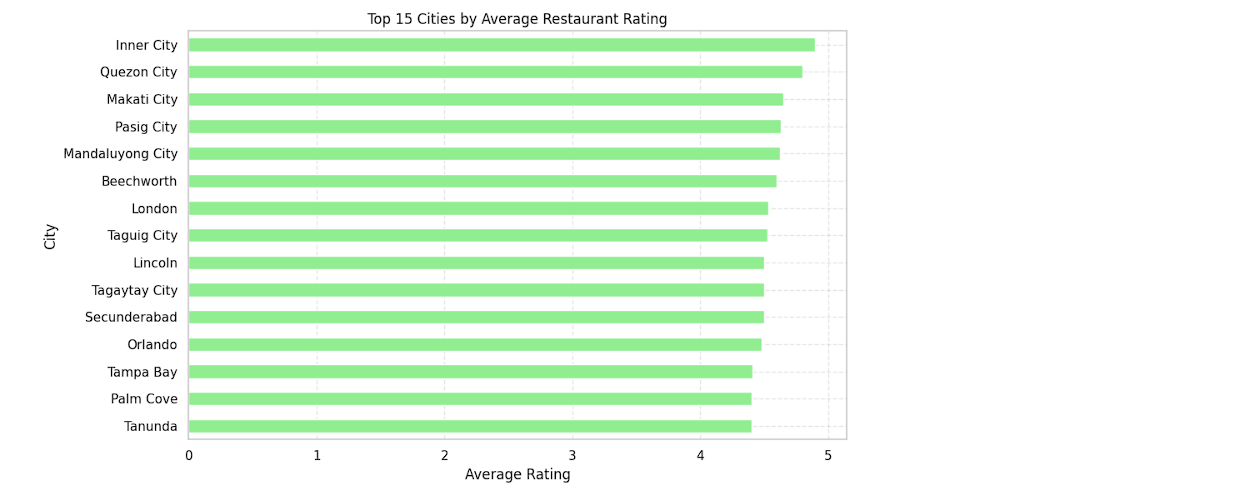 Top 15 Cities by Average Restaurant Rating
City
Inner City
Quezon City
Makati City
Pasig City
Mandaluyong City
Beechworth
London
Taguig City
Lincoln
Tagaytay City
Secunderabad
Orlando
Tampa Bay
Palm Cove
Tanunda
0 1 2 3 4 5
Average Rating